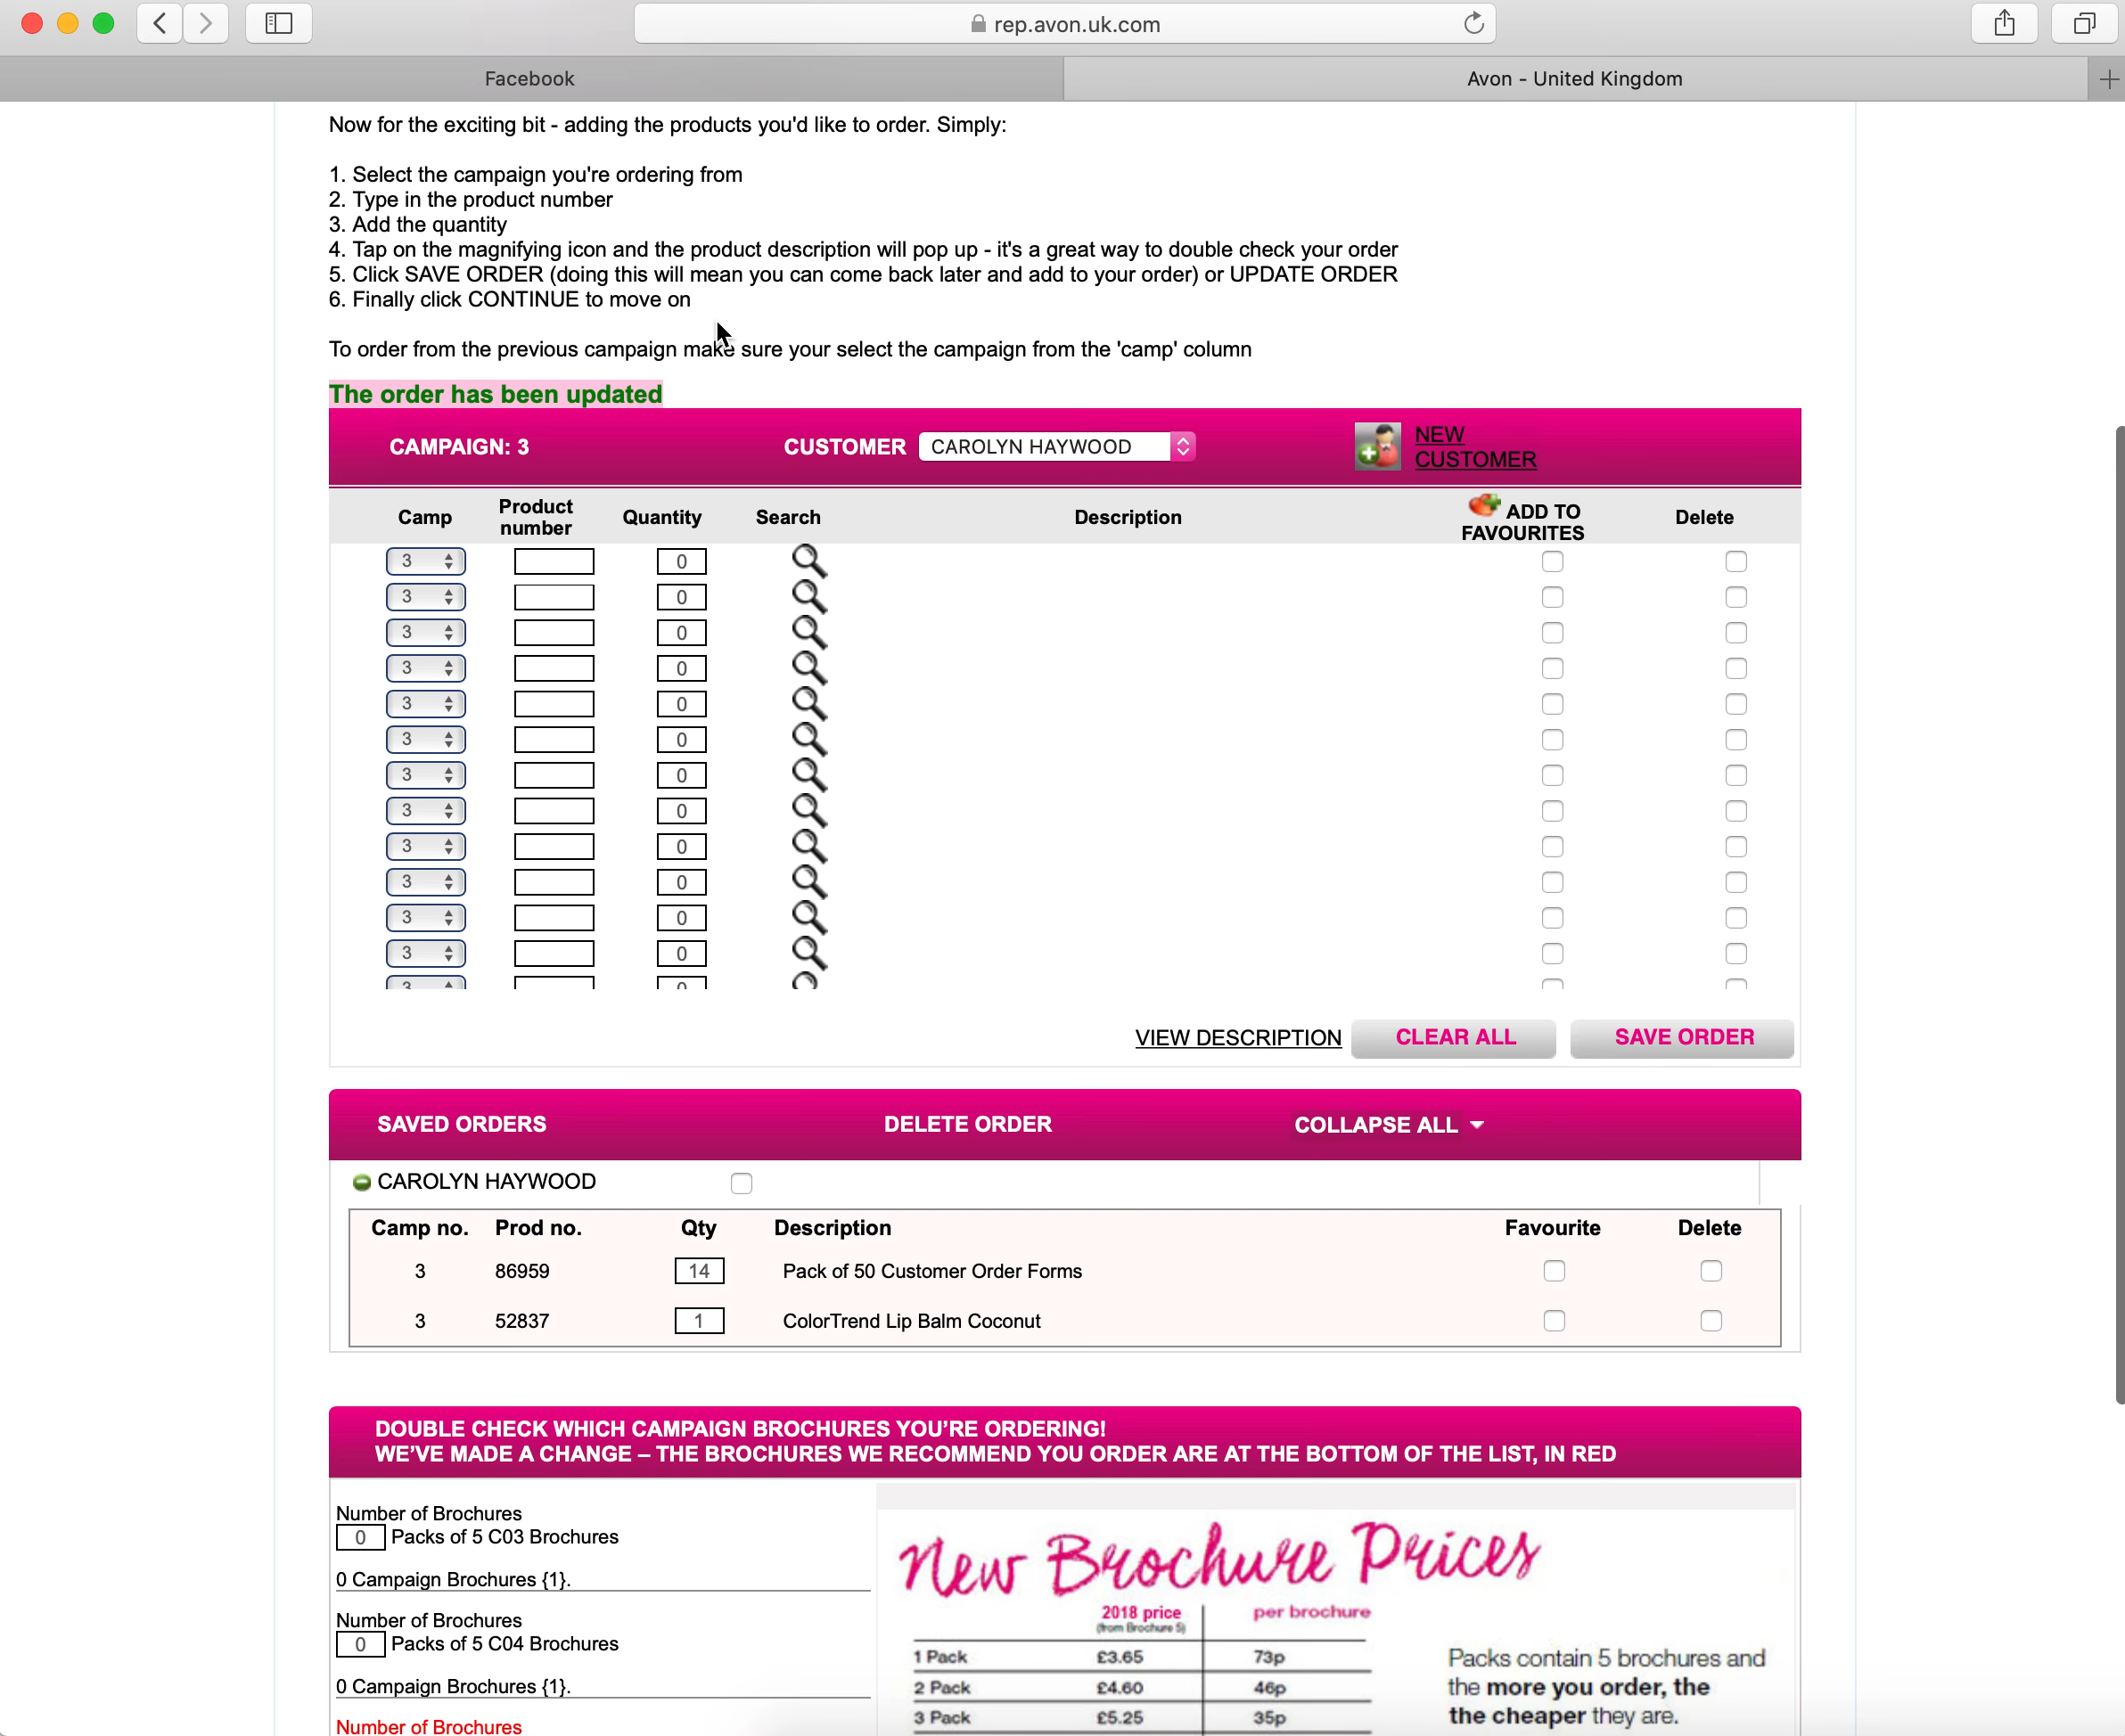 rep.avon.uk.com
Facebook
Avon - United Kingdom
Now for the exciting bit - adding the products you'd like to order. Simply:
1. Select the campaign you're ordering from
2. Type in the product number
3. Add the quantity
4. Tap on the magnifying icon and the product description will pop up - it's a great way to double check your order
5. Click SAVE ORDER (doing this will mean you can come back later and add to your order) or UPDATE ORDER
6. Finally click CONTINUE to move on
To order from the previous campaign make sure your select the campaign from the 'camp' column
The order has been updated
CAMPAIGN: 3 CUSTOMER CAROLYN HAYWOOD NEW
CUSTOMER
Camp Product number Quantity Search Description ADD TO FAVOURITES Delete
3 0
3 0
3 0
3 0
3 0
3 0
3 0
3 0
3 0
3 0
3 0
3 0
3 0
VIEW DESCRIPTION CLEAR ALL SAVE ORDER
SAVED ORDERS DELETE ORDER COLLAPSE ALL
CAROLYN HAYWOOD
Camp no. Prod no. Qty Description Favourite Delete
3 86959 14 Pack of 50 Customer Order Forms
3 52837 1 ColorTrend Lip Balm Coconut
DOUBLE CHECK WHICH CAMPAIGN BROCHURES YOU’RE ORDERING!
WE’VE MADE A CHANGE – THE BROCHURES WE RECOMMEND YOU ORDER ARE AT THE BOTTOM OF THE LIST, IN RED
Number of Brochures
0 Packs of 5 C03 Brochures
0 Campaign Brochures {1}.
Number of Brochures
0 Packs of 5 C04 Brochures
0 Campaign Brochures {1}.
Number of Brochures
New Brochure Prices
2018 price per brochure
(from Brochure 5)
1 Pack £3.65 73p
2 Pack £4.60 46p
3 Pack £5.25 35p
Packs contain 5 brochures and
the more you order, the
the cheaper they are.